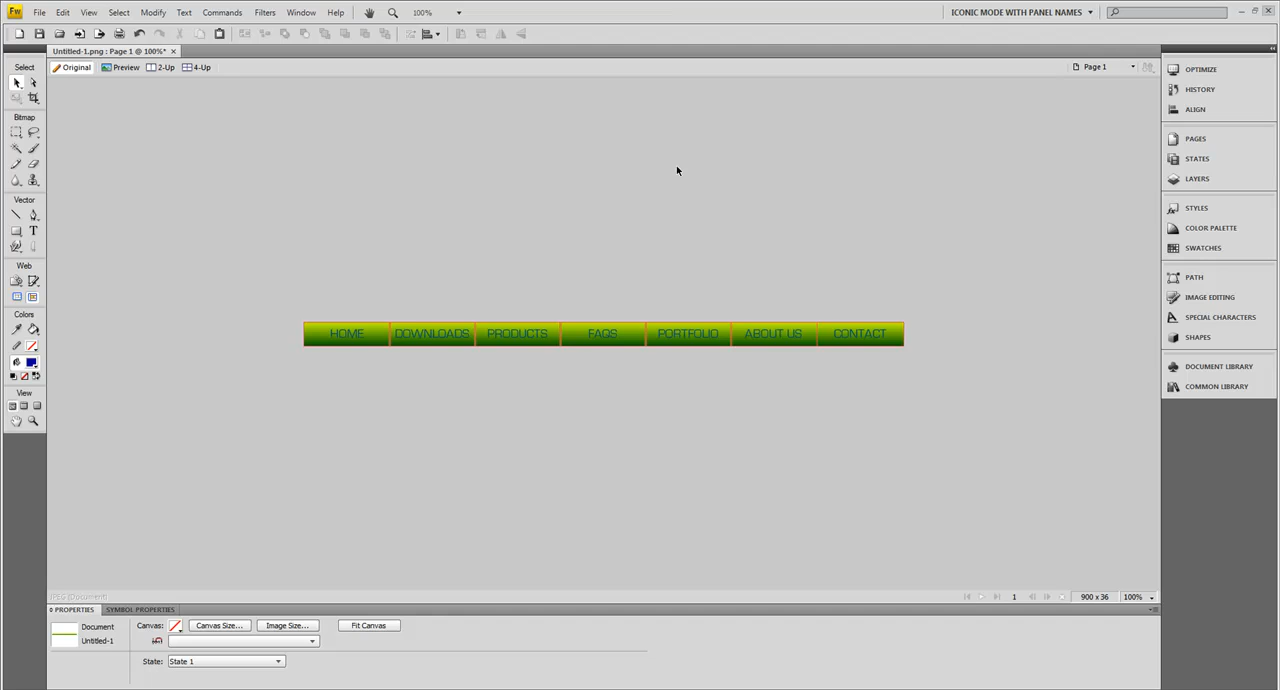 Fw File Edit View Select Modify Text Commands Filters Window Help 100% ICONIC MODE WITH PANEL NAMES
Untitled-1.png : Page 1 @ 100%*
Original Preview 2-Up 4-Up Page 1
Select
Bitmap
Vector
T
Web
Colors
View
HOME DOWNLOADS PRODUCTS FAQS PORTFOLIO ABOUT US CONTACT
OPTIMIZE
HISTORY
ALIGN
PAGES
STATES
LAYERS
STYLES
COLOR PALETTE
SWATCHES
PATH
IMAGE EDITING
SPECIAL CHARACTERS
SHAPES
DOCUMENT LIBRARY
COMMON LIBRARY
JPEG (Document) 1 900 x 36 100%
PROPERTIES SYMBOL PROPERTIES
Document Canvas: Canvas Size... Image Size... Fit Canvas
Untitled-1
State: State 1